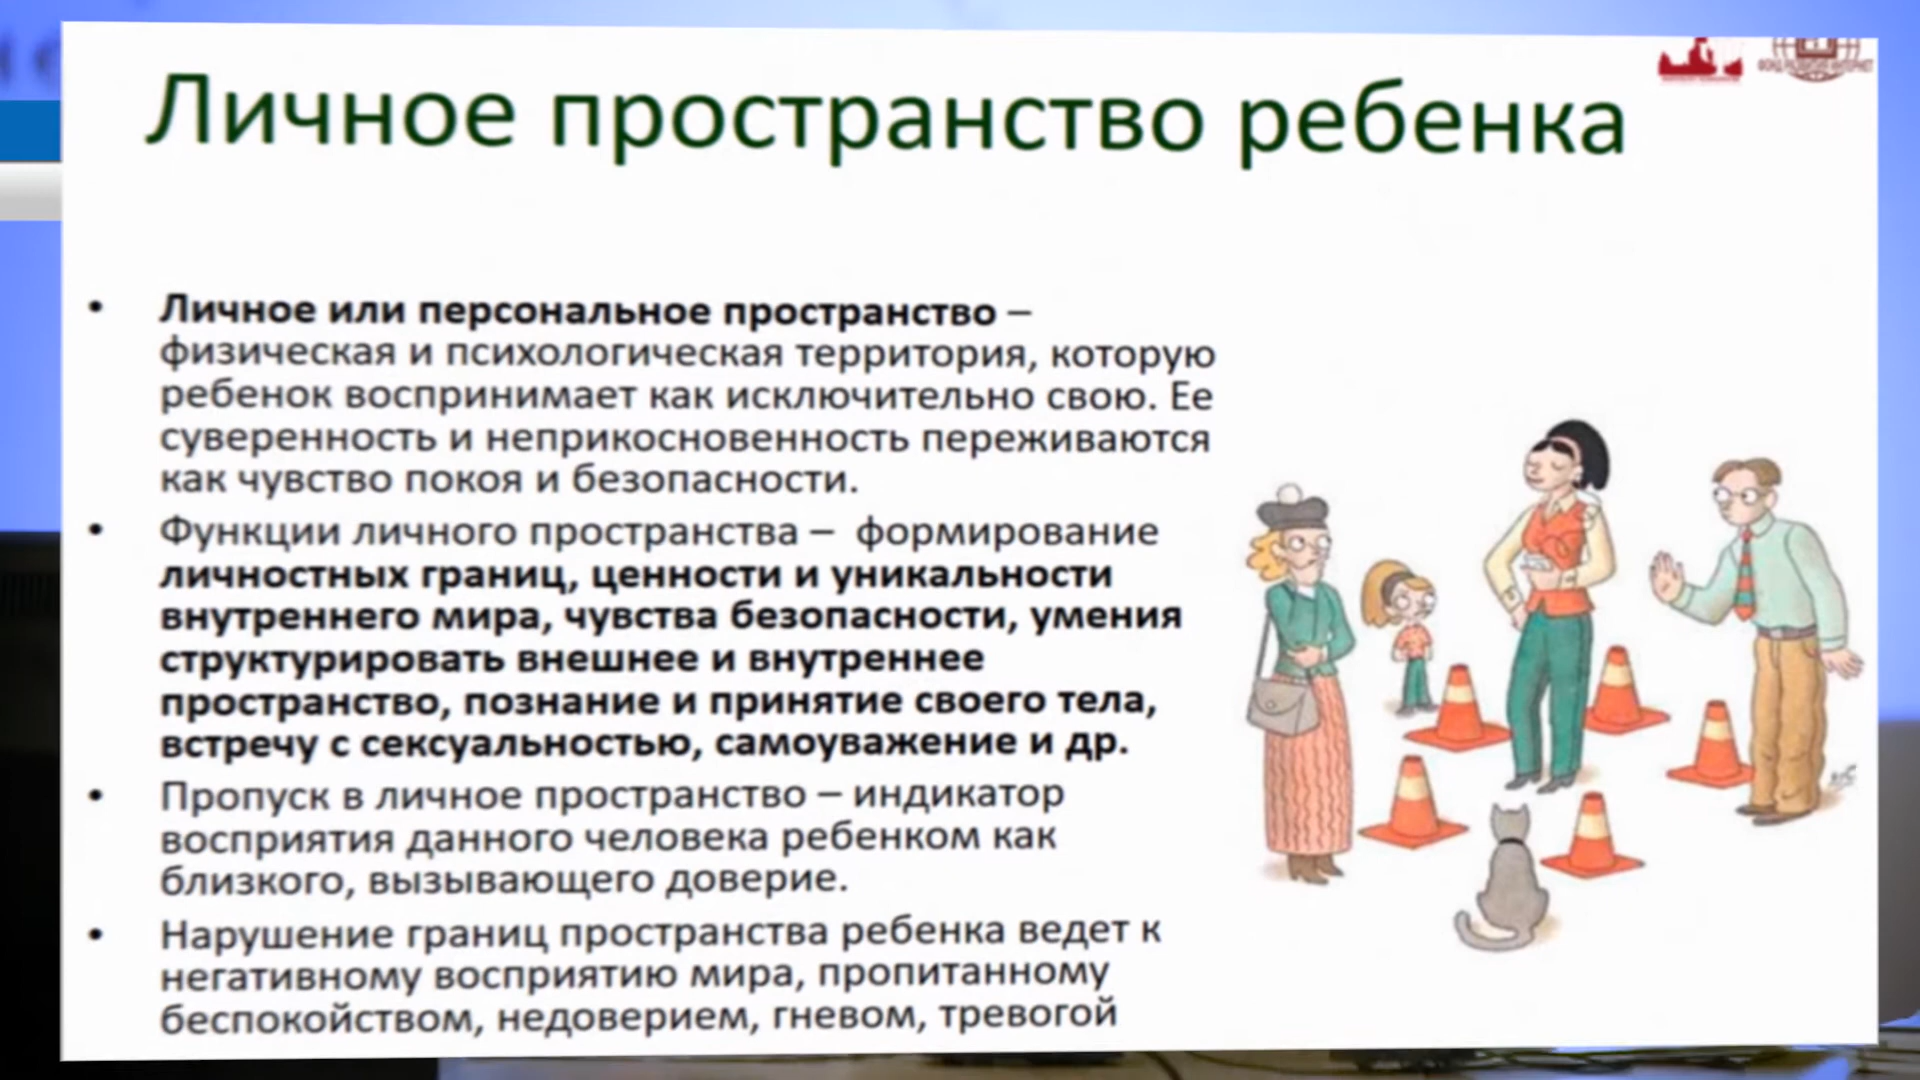 Личное пространство ребенка
ФОНД РАЗВИТИЯ ИНТЕРНЕТ
• Личное или персональное пространство –
физическая и психологическая территория, которую
ребенок воспринимает как исключительно свою. Ее
суверенность и неприкосновенность переживаются
как чувство покоя и безопасности.
• Функции личного пространства – формирование
личностных границ, ценности и уникальности
внутреннего мира, чувства безопасности, умения
структурировать внешнее и внутреннее
пространство, познание и принятие своего тела,
встречу с сексуальностью, самоуважение и др.
• Пропуск в личное пространство – индикатор
восприятия данного человека ребенком как
близкого, вызывающего доверие.
• Нарушение границ пространства ребенка ведет к
негативному восприятию мира, пропитанному
беспокойством, недоверием, гневом, тревогой